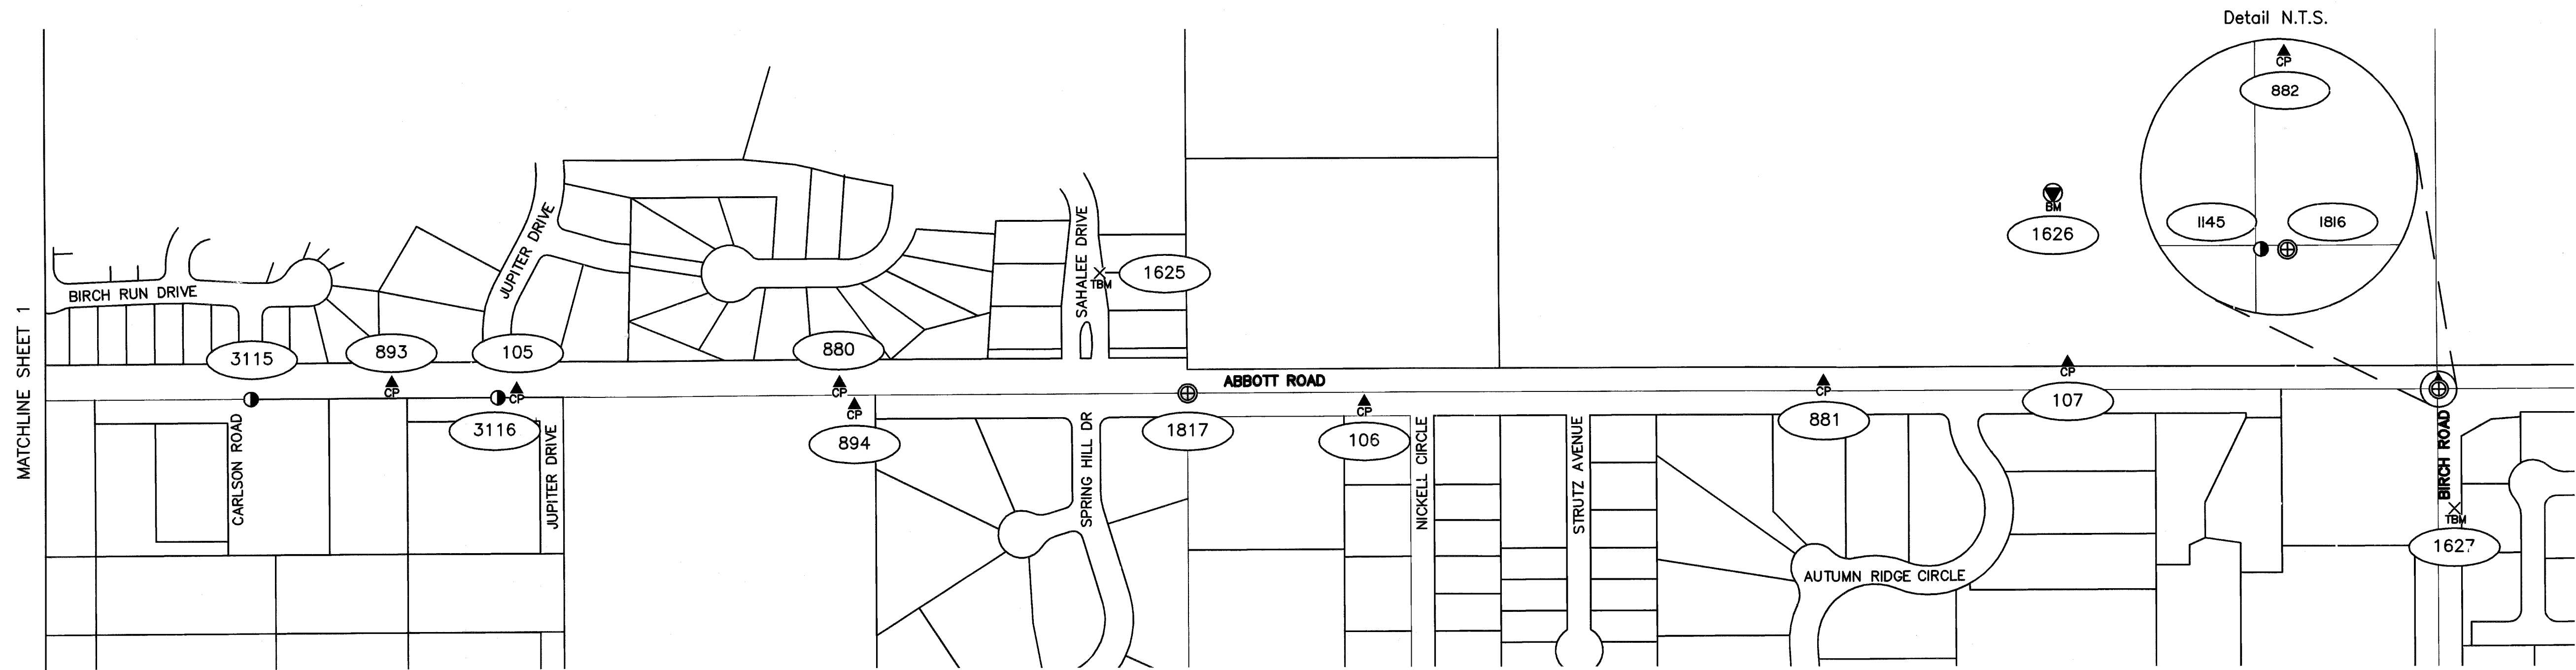 Detail N.T.S.
CP
882
1145
1816
BM
1626
BIRCH RUN DRIVE
JUPITER DRIVE
SAHALEE DRIVE
TBM
1625
MATCHLINE SHEET 1
3115
893
CP
105
CP
3116
880
CP
CP
894
1817
ABBOTT ROAD
CP
106
CP
881
CP
107
CARLSON ROAD
JUPITER DRIVE
SPRING HILL DR
NICKELL CIRCLE
STRUTZ AVENUE
AUTUMN RIDGE CIRCLE
BIRCH ROAD
TBM
1627